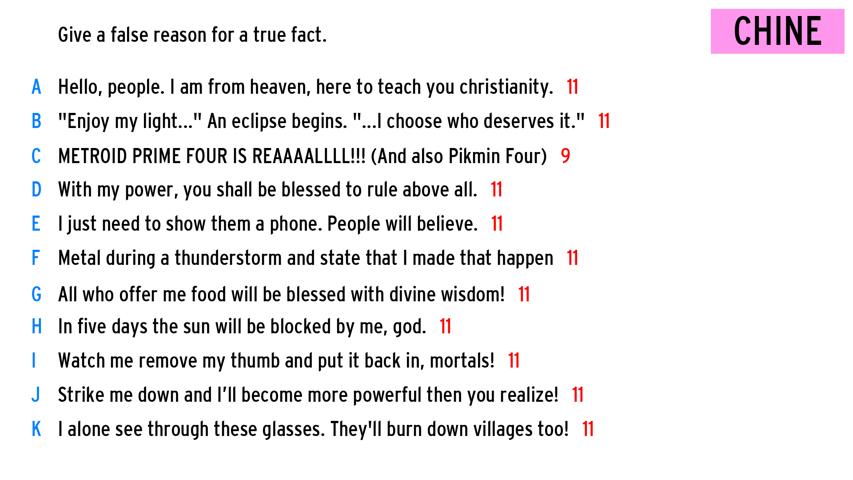 Give a false reason for a true fact.
CHINE
A Hello, people. I am from heaven, here to teach you christianity. 11
B "Enjoy my light..." An eclipse begins. "...I choose who deserves it." 11
C METROID PRIME FOUR IS REAAAALLLL!!! (And also Pikmin Four) 9
D With my power, you shall be blessed to rule above all. 11
E I just need to show them a phone. People will believe. 11
F Metal during a thunderstorm and state that I made that happen 11
G All who offer me food will be blessed with divine wisdom! 11
H In five days the sun will be blocked by me, god. 11
I Watch me remove my thumb and put it back in, mortals! 11
J Strike me down and I'll become more powerful then you realize! 11
K I alone see through these glasses. They'll burn down villages too! 11